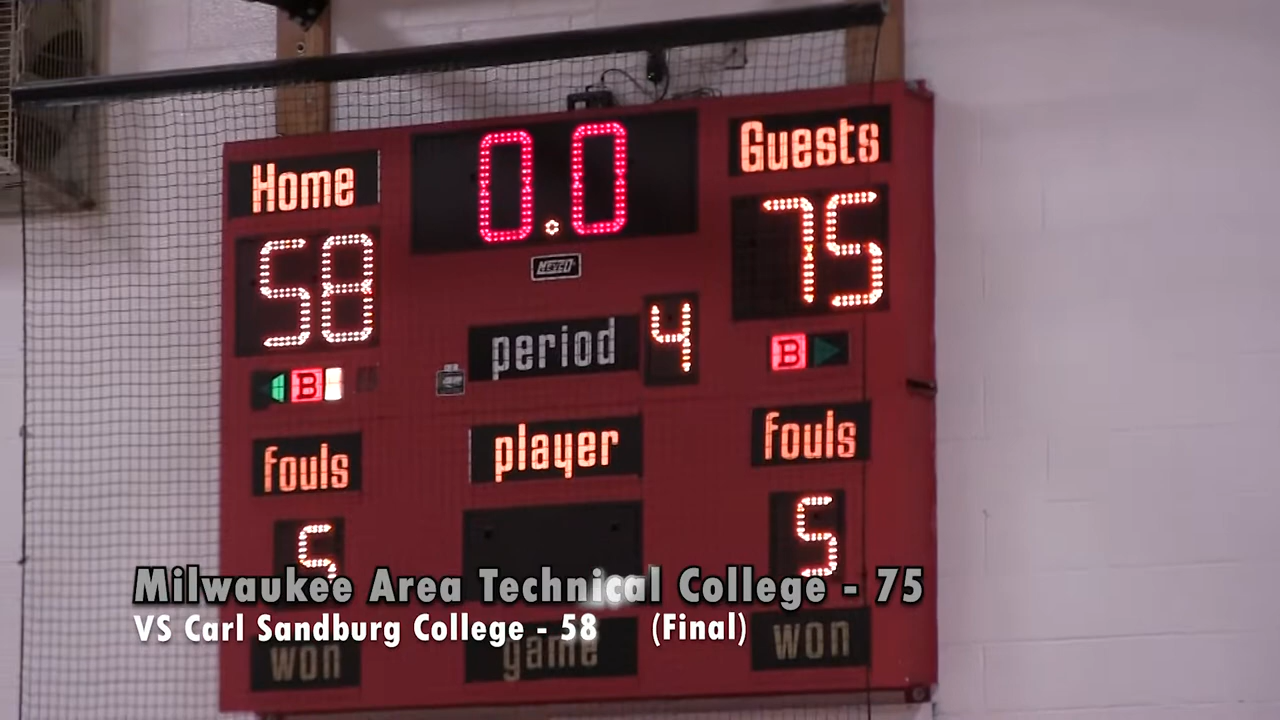 Home
0.0
Guests
58
75
period 4
B
B
fouls
player
fouls
5
5
Milwaukee Area Technical College - 75
VS Carl Sandburg College - 58 (Final)
won
game
won